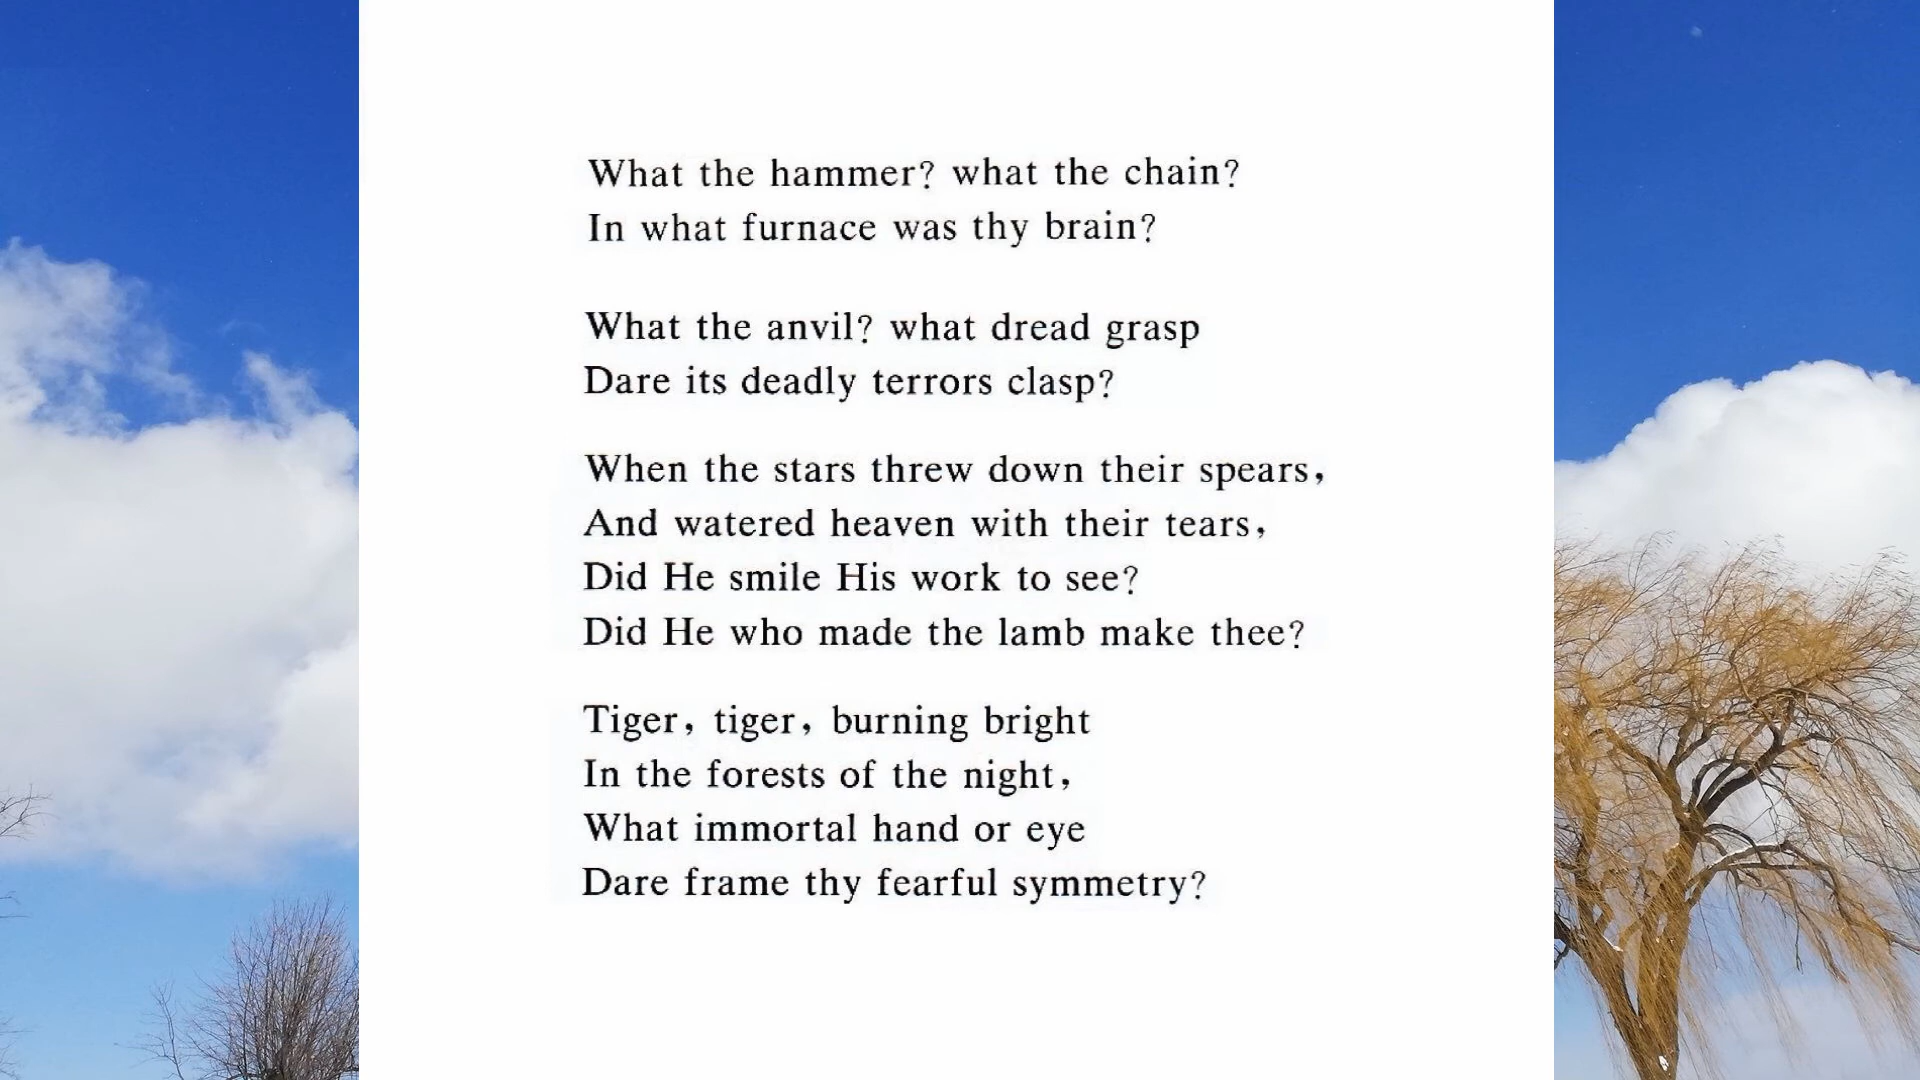 What the hammer? what the chain?
In what furnace was thy brain?
What the anvil? what dread grasp
Dare its deadly terrors clasp?
When the stars threw down their spears,
And watered heaven with their tears,
Did He smile His work to see?
Did He who made the lamb make thee?
Tiger, tiger, burning bright
In the forests of the night,
What immortal hand or eye
Dare frame thy fearful symmetry?